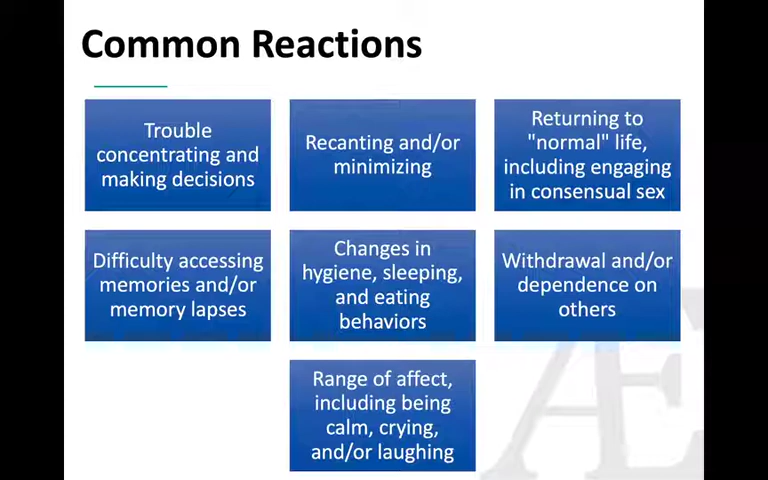 Common Reactions
Trouble
concentrating and
making decisions
Recanting and/or
minimizing
Returning to
"normal" life,
including engaging
in consensual sex
Difficulty accessing
memories and/or
memory lapses
Changes in
hygiene, sleeping,
and eating
behaviors
Withdrawal and/or
dependence on
others
Range of affect,
including being
calm, crying,
and/or laughing
Æ